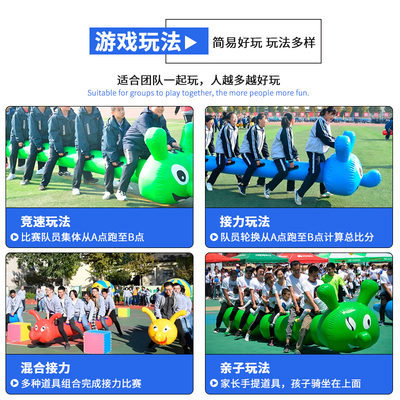 游戏玩法
简易好玩 玩法多样
适合团队一起玩，人越多越好玩
Suitable for groups to play together, the more people more fun.
竞速玩法
比赛队员集体从A点跑至B点
接力玩法
队员轮换从A点跑至B点计算总比分
混合接力
多种道具组合完成接力比赛
亲子玩法
家长手提道具，孩子骑坐在上面